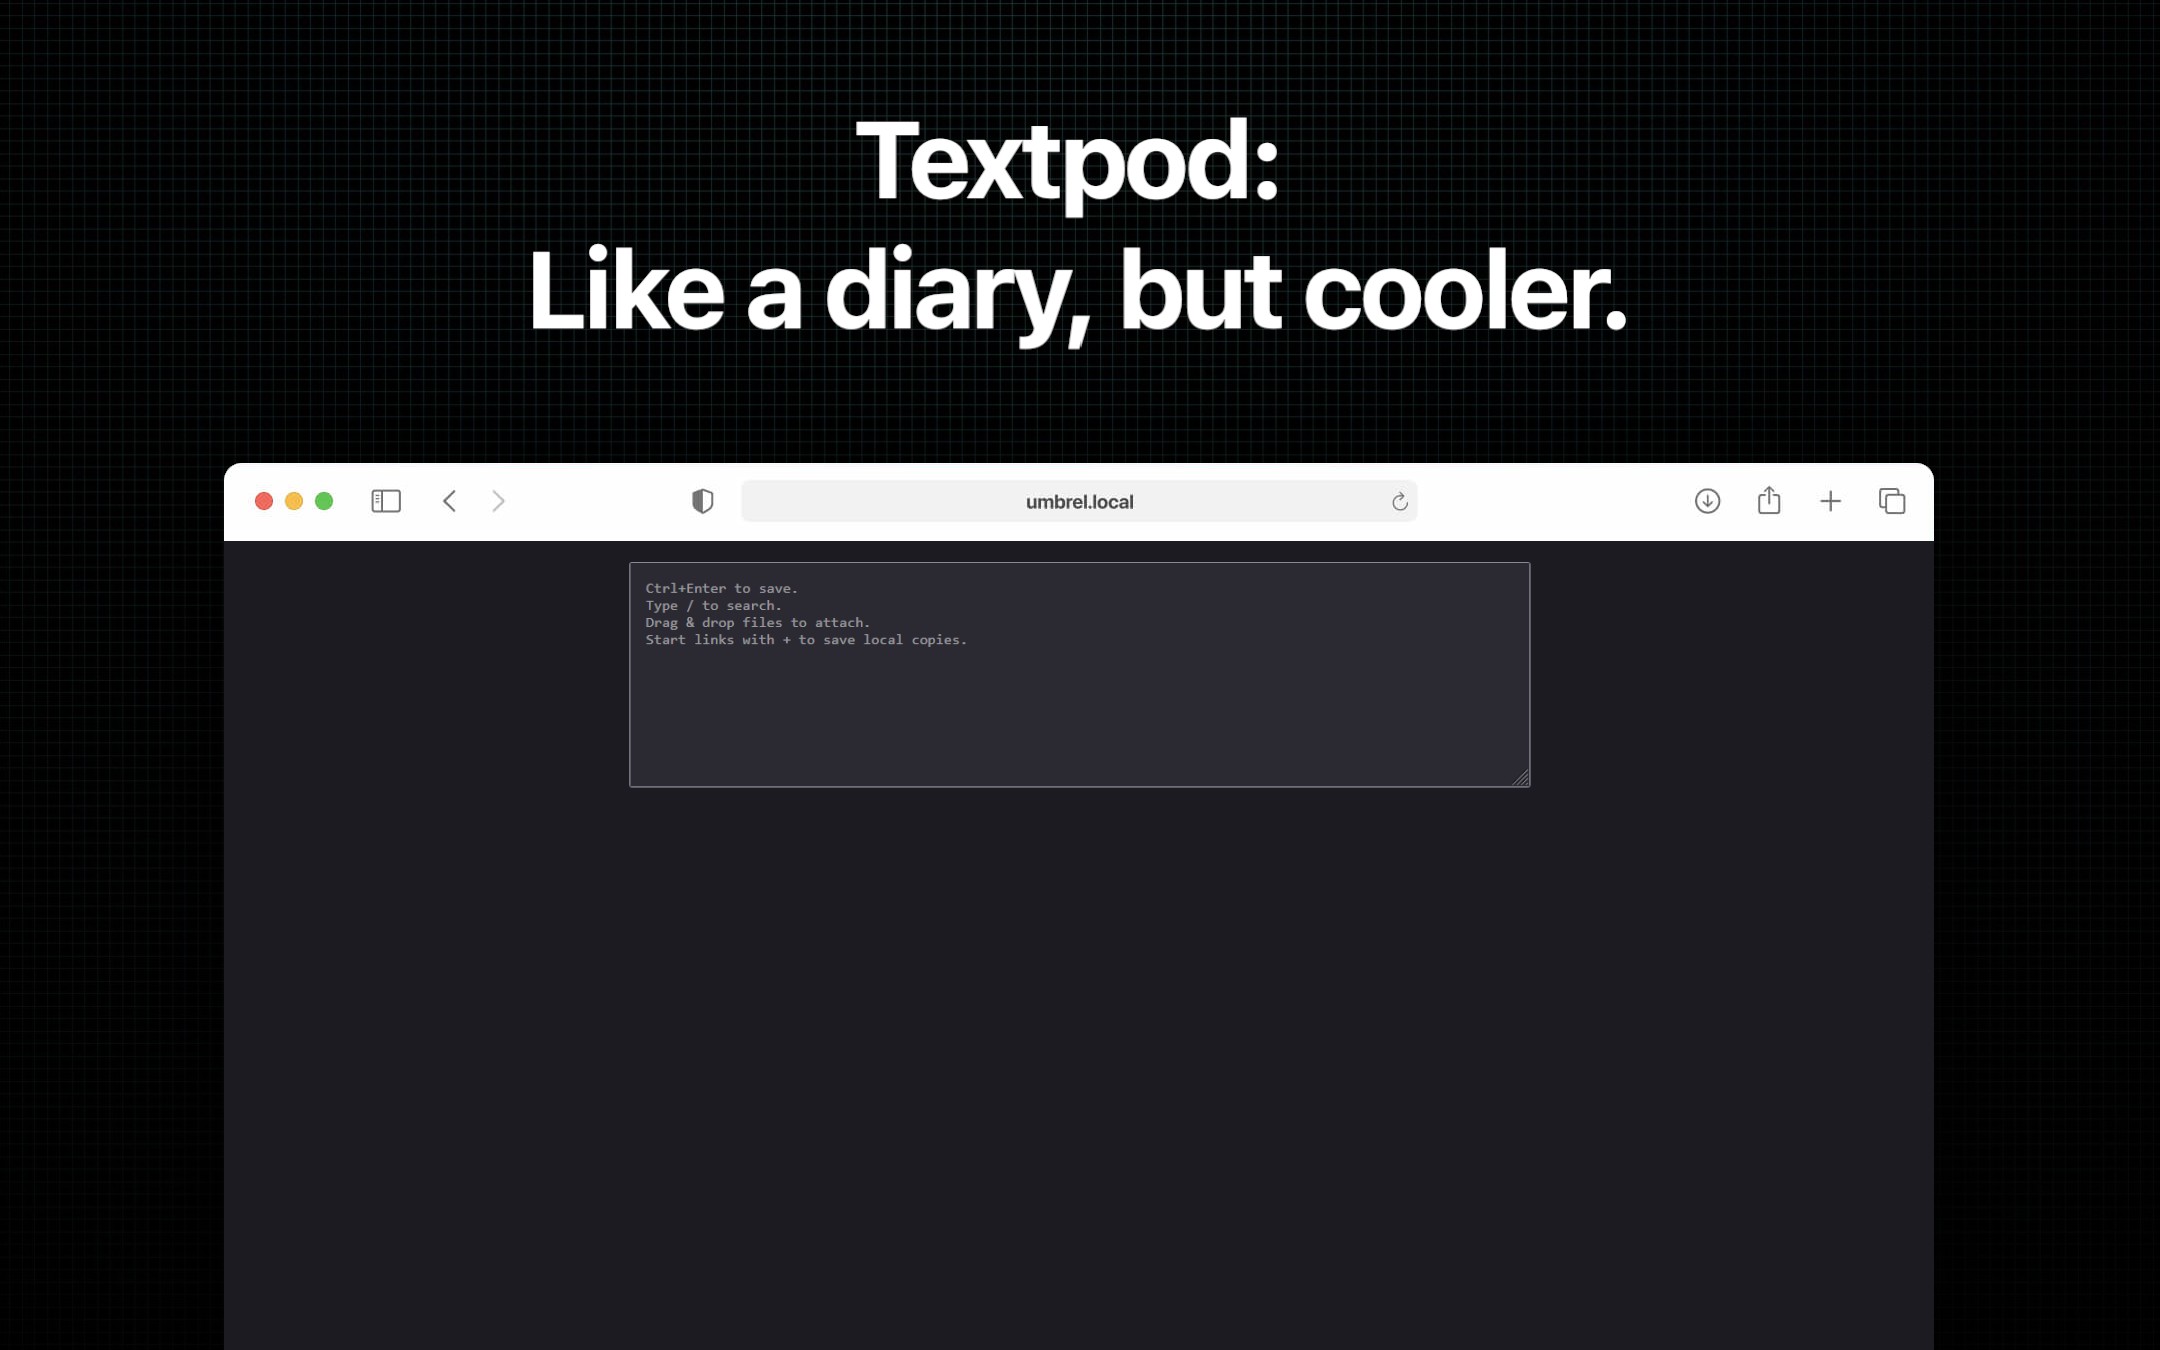 Textpod:
Like a diary, but cooler.
umbrel.local
Ctrl+Enter to save.
Type / to search.
Drag & drop files to attach.
Start links with + to save local copies.